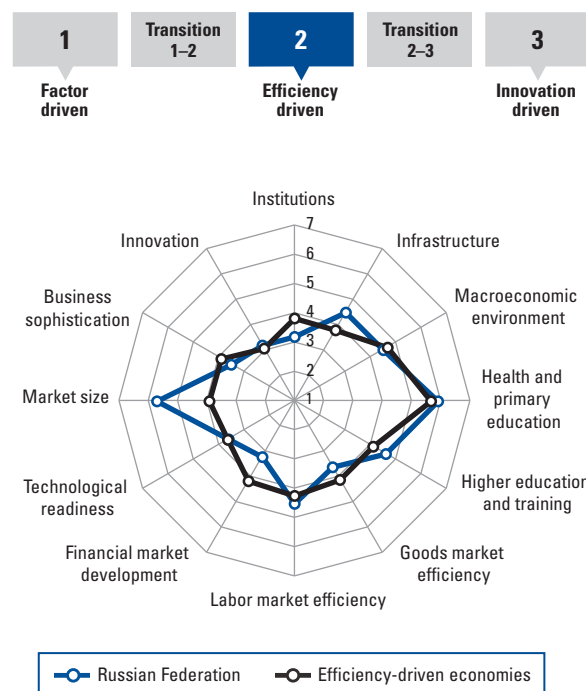 1
Transition
1–2
2
Transition
2–3
3
Factor
driven
Efficiency
driven
Innovation
driven
Institutions
7
6
5
4
3
2
1
Infrastructure
Macroeconomic
environment
Health and
primary
education
Higher education
and training
Goods market
efficiency
Labor market efficiency
Financial market
development
Technological
readiness
Market size
Business
sophistication
Innovation
Russian Federation
Efficiency-driven economies